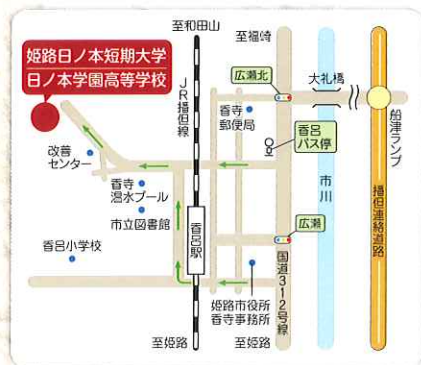 至和田山
至福崎
姫路日ノ本短期大学
日ノ本学園高等学校
JR播但線
広瀬北
大礼橋
船津ランプ
香寺
郵便局
香呂
バス停
改善
センター
香寺
温水プール
市立図書館
香呂駅
市川
播但連絡道路
広瀬
香呂小学校
国道312号線
姫路市役所
香寺事務所
至姫路
至姫路